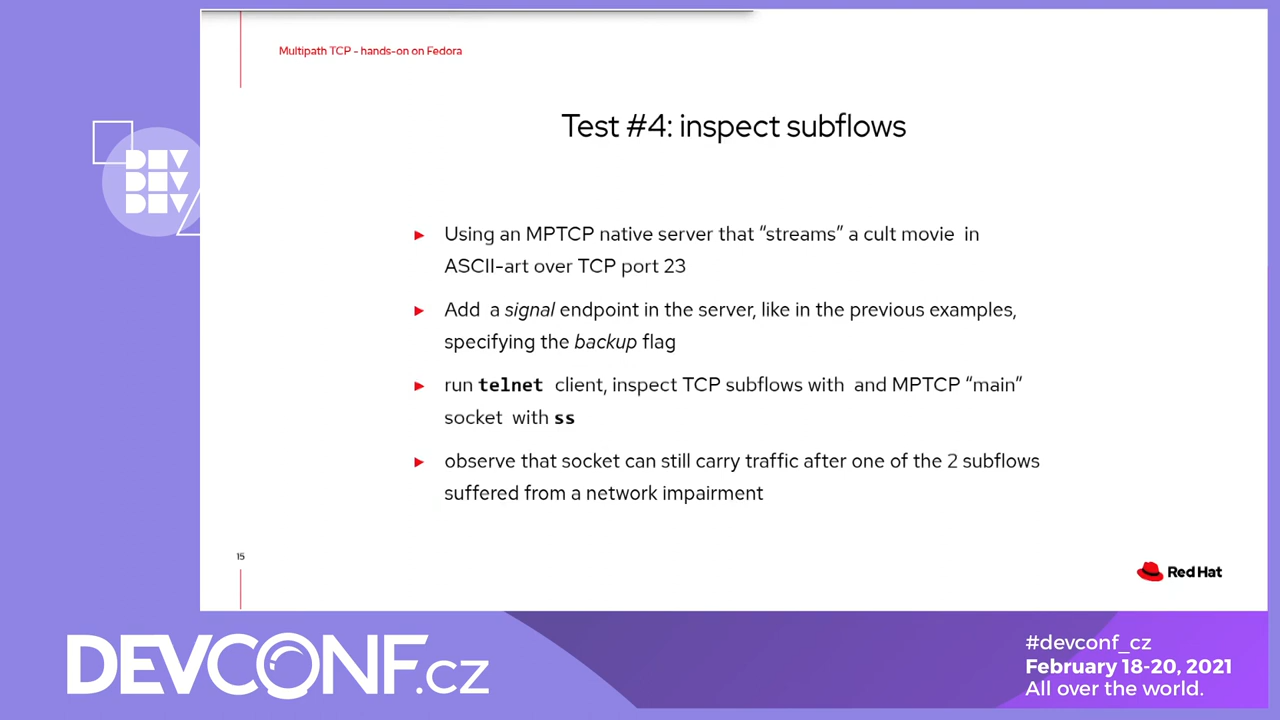 Multipath TCP - hands-on on Fedora
Test #4: inspect subflows
DEV
DEV
DEV
► Using an MPTCP native server that “streams” a cult movie in
ASCII-art over TCP port 23
► Add a signal endpoint in the server, like in the previous examples,
specifying the backup flag
► run telnet client, inspect TCP subflows with and MPTCP “main”
socket with ss
► observe that socket can still carry traffic after one of the 2 subflows
suffered from a network impairment
15
Red Hat
DEVCONF.cz
#devconf_cz
February 18-20, 2021
All over the world.